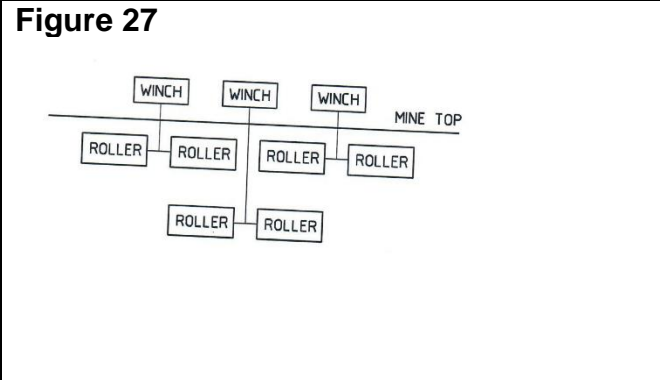 Figure 27
WINCH WINCH WINCH
MINE TOP
ROLLER ROLLER ROLLER ROLLER
ROLLER ROLLER